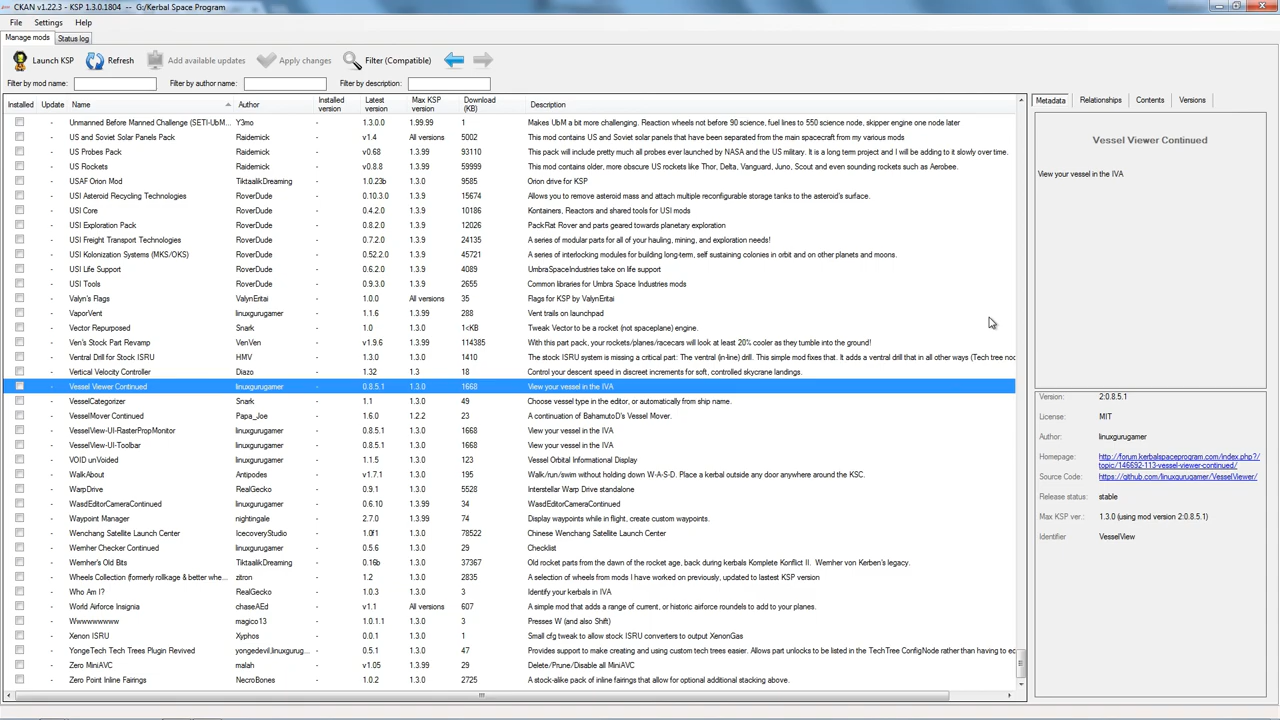 CKAN v1.22.3 - KSP 1.3.0.1804 -- G:/Kerbal Space Program
File Settings Help
Manage mods Status log
Launch KSP Refresh Add available updates Apply changes Filter (Compatible)
Filter by mod name: Filter by author name: Filter by description:
Installed Update Name Author Installed version Latest version Max KSP version Download (KB) Description
Unmanned Before Manned Challenge (SETI-UbM... Y3mo - 1.3.0.0 1.99.99 1 Makes UbM a bit more challenging, Reaction wheels not before 90 science, fuel lines to 550 science node, skipper engine one node later
- US and Soviet Solar Panels Pack Raidernick - v1.4 All versions 5002 This mod contains US and Soviet solar panels that have been separated from the main spacecraft from my various mods
- US Probes Pack Raidernick - v0.68 1.3.99 93110 This pack will include pretty much all probes ever launched by NASA and the US military. It is a long term project and I will be adding to it slowly over time.
- US Rockets Raidernick - v0.8.8 1.3.99 59999 This mod contains older, more obscure US rockets like Thor, Delta, Vanguard, Juno, Scout and even sounding rockets such as Aerobee.
- USAF Orion Mod TiktaalikDreaming - 1.0.23b 1.3.9 9585 Orion drive for KSP
- USI Asteroid Recycling Technologies RoverDude - 0.10.3.0 1.3.9 15674 Allows you to remove asteroid mass and attach multiple reconfigurable storage tanks to the asteroid's surface.
- USI Core RoverDude - 0.4.2.0 1.3.9 10186 Kontainers, Reactors and shared tools for USI mods
- USI Exploration Pack RoverDude - 0.8.2.0 1.3.9 12026 PackRat Rover and parts geared towards planetary exploration
- USI Freight Transport Technologies RoverDude - 0.7.2.0 1.3.9 24135 A series of modular parts for all of your hauling, mining, and exploration needs!
- USI Kolonization Systems (MKS/OKS) RoverDude - 0.52.2.0 1.3.9 45721 A series of interlocking modules for building long-term, self sustaining colonies in orbit and on other planets and moons.
- USI Life Support RoverDude - 0.6.2.0 1.3.9 4089 UmbraSpaceIndustries take on life support
- USI Tools RoverDude - 0.9.3.0 1.3.9 2655 Common libraries for Umbra Space Industries mods
- Valyn's Flags ValynEritai - 1.0.0 All versions 35 Flags for KSP by ValynEritai
- VaporVent linuxgurugamer - 1.1.6 1.3.99 288 Vent trails on launchpad
- Vector Repurposed Snark - 1.0 1.3.0 1<KB Tweak Vector to be a rocket (not spaceplane) engine.
- Ven's Stock Part Revamp VenVen - v1.9.6 1.3.99 114385 With this part pack, your rockets/planes/racecars will look at least 20% cooler as they tumble into the ground!
- Ventral Drill for Stock ISRU HMV - 1.3.0 1.3.0 1410 The stock ISRU system is missing a critical part: The ventral (in-line) drill. This simple mod fixes that. It adds a ventral drill that in all other ways (Tech tree noc
- Vertical Velocity Controller Diazo - 1.32 1.3 18 Control your descent speed in discreet increments for soft, controlled skycrane landings.
- Vessel Viewer Continued linuxgurugamer - 0.8.5.1 1.3.0 1668 View your vessel in the IVA
- VesselCategorizer Snark - 1.1 1.3.0 49 Choose vessel type in the editor, or automatically from ship name.
- VesselMover Continued Papa_Joe - 1.6.0 1.2.2 23 A continuation of BahamutoD's Vessel Mover.
- VesselView-UI-RasterPropMonitor linuxgurugamer - 0.8.5.1 1.3.0 1668 View your vessel in the IVA
- VesselView-UI-Toolbar linuxgurugamer - 0.8.5.1 1.3.0 1668 View your vessel in the IVA
- VOID unVoided linuxgurugamer - 1.1.5 1.3.0 123 Vessel Orbital Informational Display
- WalkAbout Antipodes - v1.7.1 1.3.0 195 Walk/run/swim without holding down W-A-S-D. Place a kerbal outside any door anywhere around the KSC.
- WarpDrive RealGecko - 0.9.1 1.3.0 5528 Interstellar Warp Drive standalone
- WasdEditorCameraContinued linuxgurugamer - 0.6.10 1.3.99 34 WasdEditorCameraContinued
- Waypoint Manager nightingale - 2.7.0 1.3.99 74 Display waypoints while in flight, create custom waypoints.
- Wenchang Satellite Launch Center IcecoveryStudio - 1.0f1 1.3.0 78522 Chinese Wenchang Satellite Launch Center
- Wernher Checker Continued linuxgurugamer - 0.5.6 1.3.0 29 Checklist
- Wernher's Old Bits TiktaalikDreaming - 0.16b 1.3.0 37367 Old rocket parts from the dawn of the rocket age, back during kerbals Komplete Konflict II. Wernher von Kerben's legacy.
- Wheels Collection (formerly rollkage & better whe... zitron - 1.2 1.3.0 2835 A selection of wheels from mods I have worked on previously, updated to lastest KSP version
- Who Am I? RealGecko - 1.0.3 1.3.0 3 Identify your kerbals in IVA
- World Airforce Insignia chaseAEd - v1.1 All versions 607 A simple mod that adds a range of current, or historic airforce roundels to add to your planes.
- Wwwwwwwww magico13 - 1.0.1.1 1.3.0 3 Presses W (and also Shift)
- Xenon ISRU Xyphos - 0.0.1 1.3.0 1 Small cfg tweak to allow stock ISRU converters to output XenonGas
- YongeTech Tech Trees Plugin Revived yongedevil,linuxgurug... - 0.5.1 1.3.0 47 Provides support to make creating and using custom tech trees easier. Allows part unlocks to be listed in the TechTree ConfigNode rather than having to ec
- Zero MiniAVC malah - v1.05 1.3.99 29 Delete/Prune/Disable all MiniAVC
- Zero Point Inline Fairings NecroBones - 1.0.2 1.3.0 2725 A stock-alike pack of inline fairings that allow for optional additional stacking above.
Metadata Relationships Contents Versions
Vessel Viewer Continued
View your vessel in the IVA
Version: 2:0.8.5.1
License: MIT
Author: linuxgurugamer
Homepage: http://forum.kerbalspaceprogram.com/index.php?/
topic/146692-113-vessel-viewer-continued/
Source Code: https://github.com/linuxgurugamer/VesselViewer/
Release status: stable
Max KSP ver.: 1.3.0 (using mod version 2:0.8.5.1)
Identifier VesselView